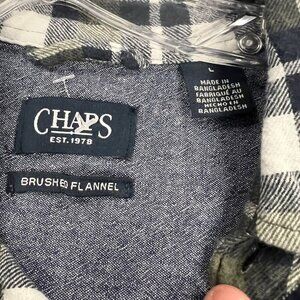 CHAPS
EST. 1978
BRUSHED FLANNEL
L
MADE IN
BANGLADESH
FABRIQUÉ AU
BANGLADESH
HECHO EN
BANGLADESH